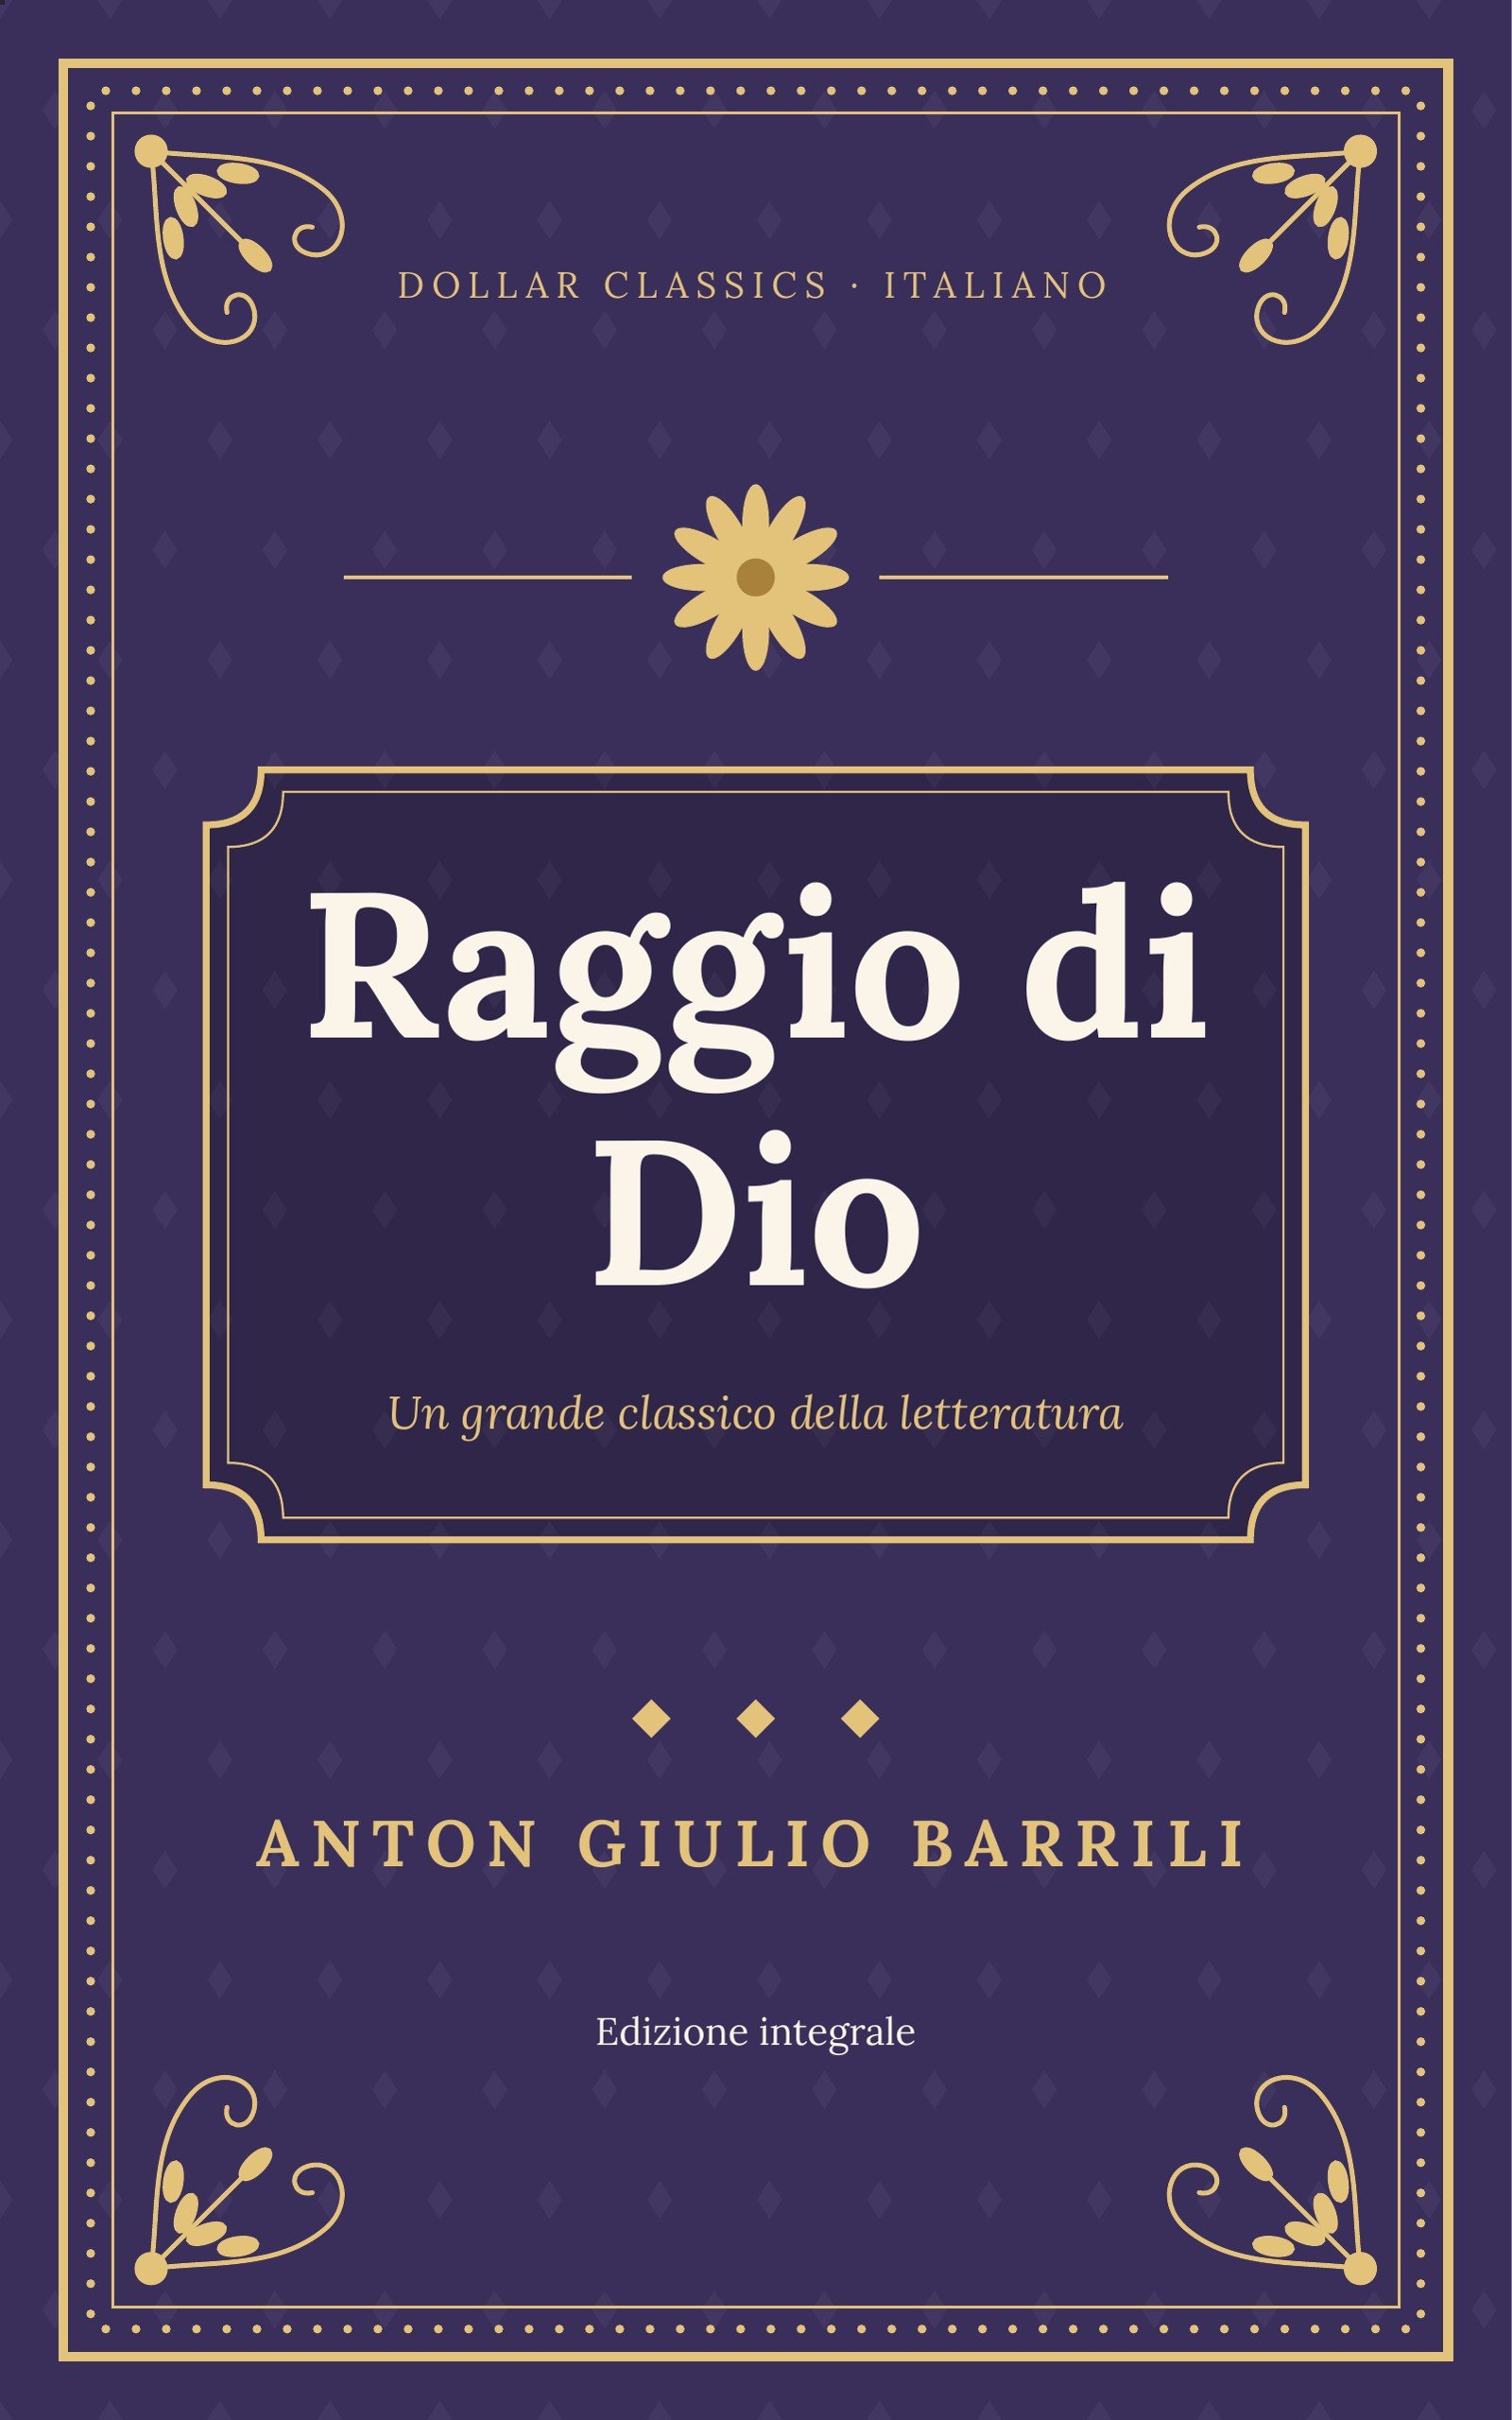 DOLLAR CLASSICS · ITALIANO
Raggio di
Dio
Un grande classico della letteratura
ANTON GIULIO BARRILI
Edizione integrale